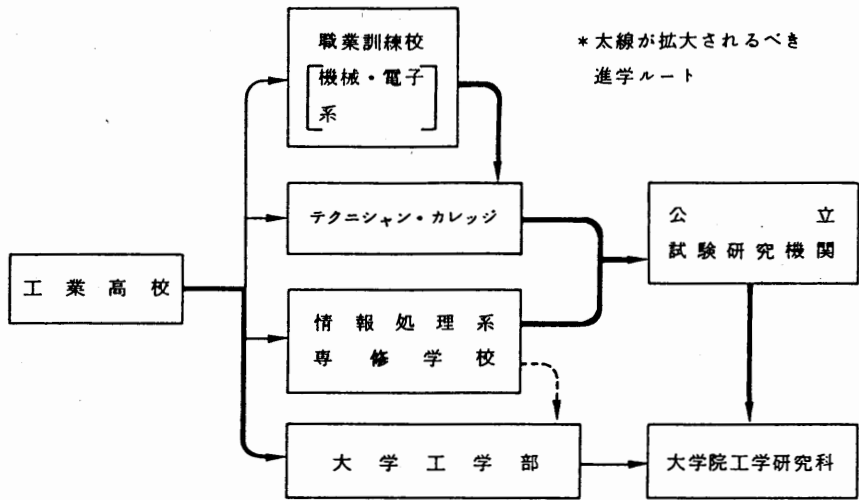 職業訓練校
機械・電子
系
*太線が拡大されるべき
進学ルート
テクニシャン・カレッジ
公立
試験研究機関
工業高校
情報処理系
専修学校
大学工学部
大学院工学研究科